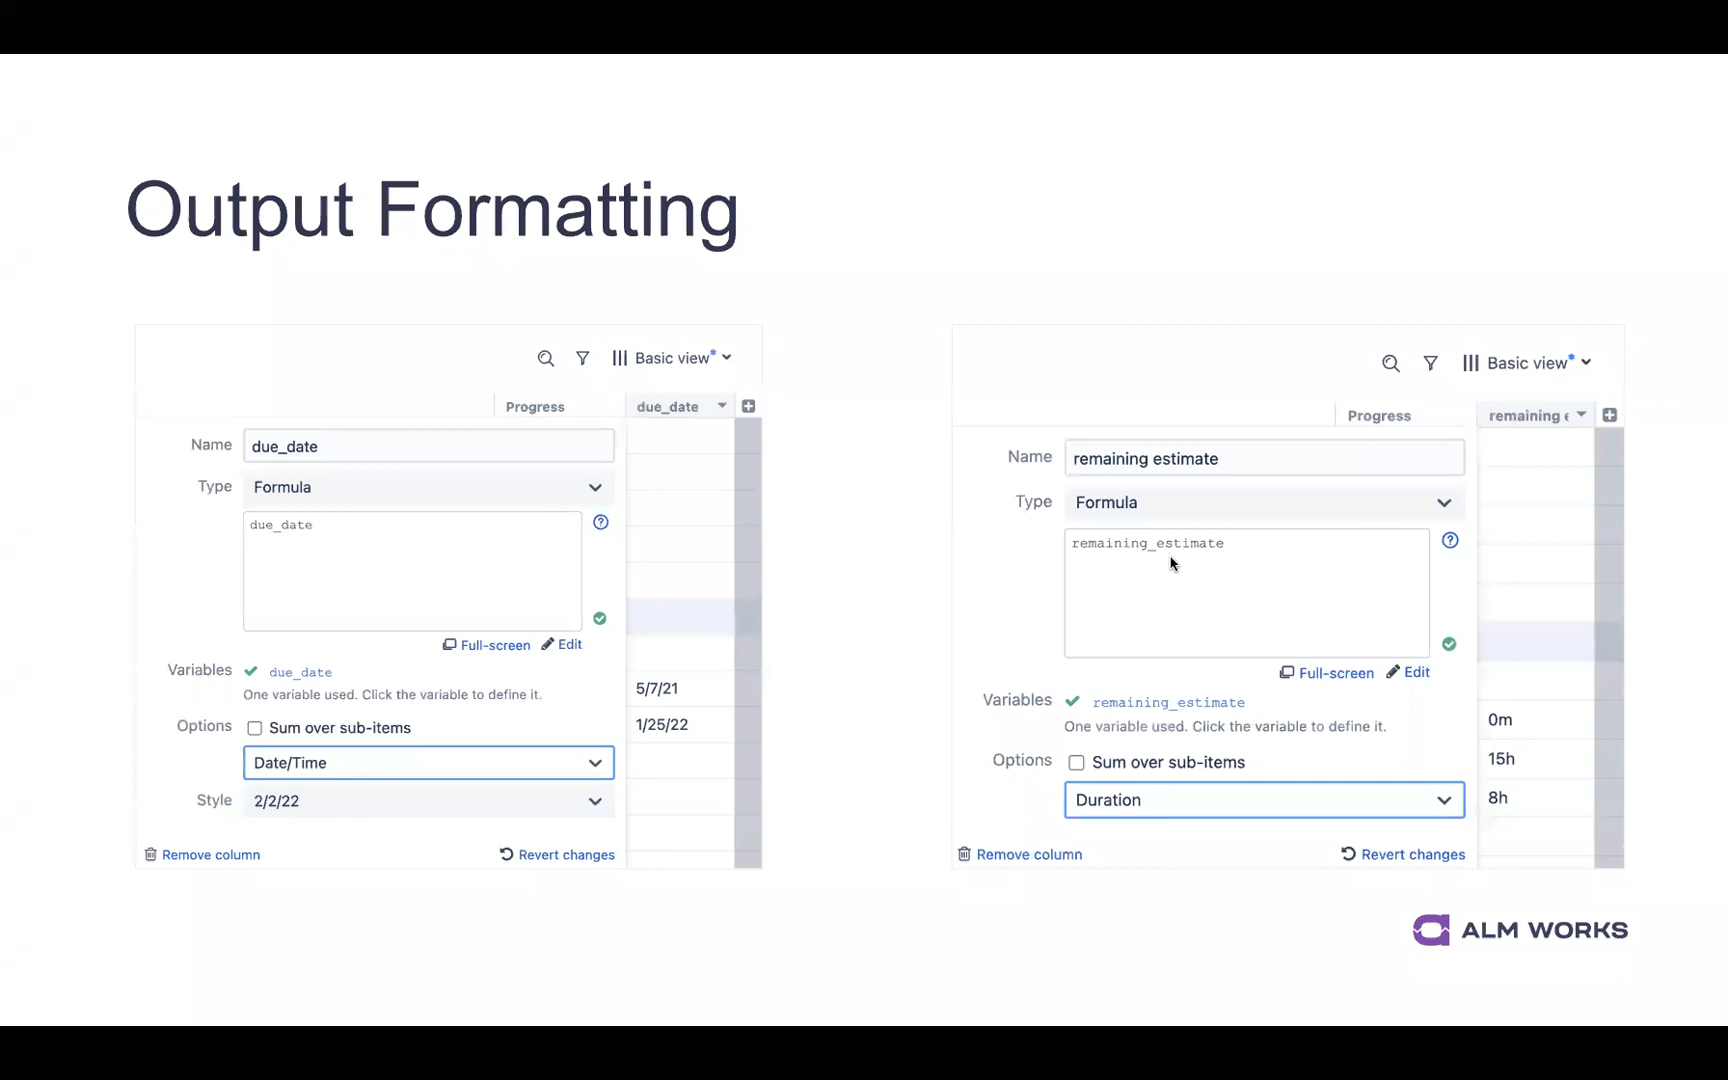 Output Formatting
Basic view*
Progress
due_date
Name
due_date
Type
Formula
due_date
Full-screen
Edit
Variables
due_date
One variable used. Click the variable to define it.
5/7/21
Options
Sum over sub-items
1/25/22
Date/Time
Style
2/2/22
Remove column
Revert changes
Basic view*
Progress
remaining e
Name
remaining estimate
Type
Formula
remaining_estimate
Full-screen
Edit
Variables
remaining_estimate
One variable used. Click the variable to define it.
0m
Options
Sum over sub-items
15h
Duration
8h
Remove column
Revert changes
ALM WORKS